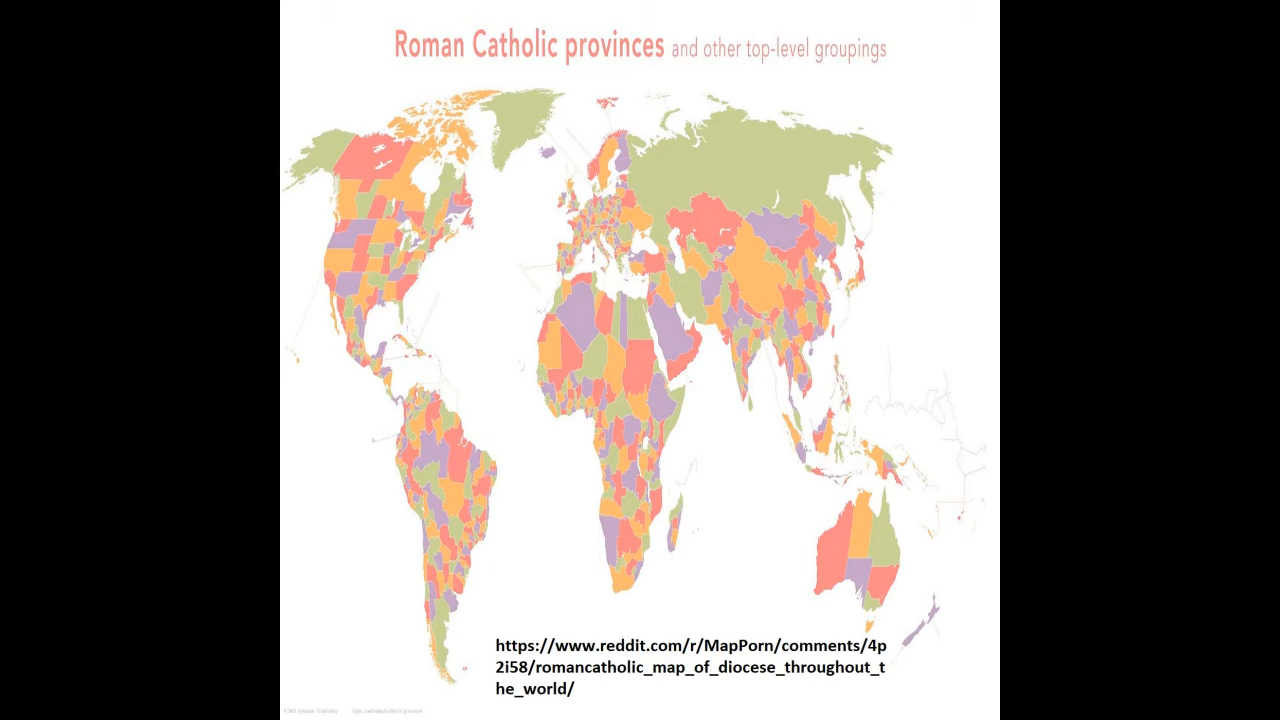 Roman Catholic provinces and other top-level groupings
https://www.reddit.com/r/MapPorn/comments/4p
2i58/romancatholic_map_of_diocese_throughout_t
he_world/